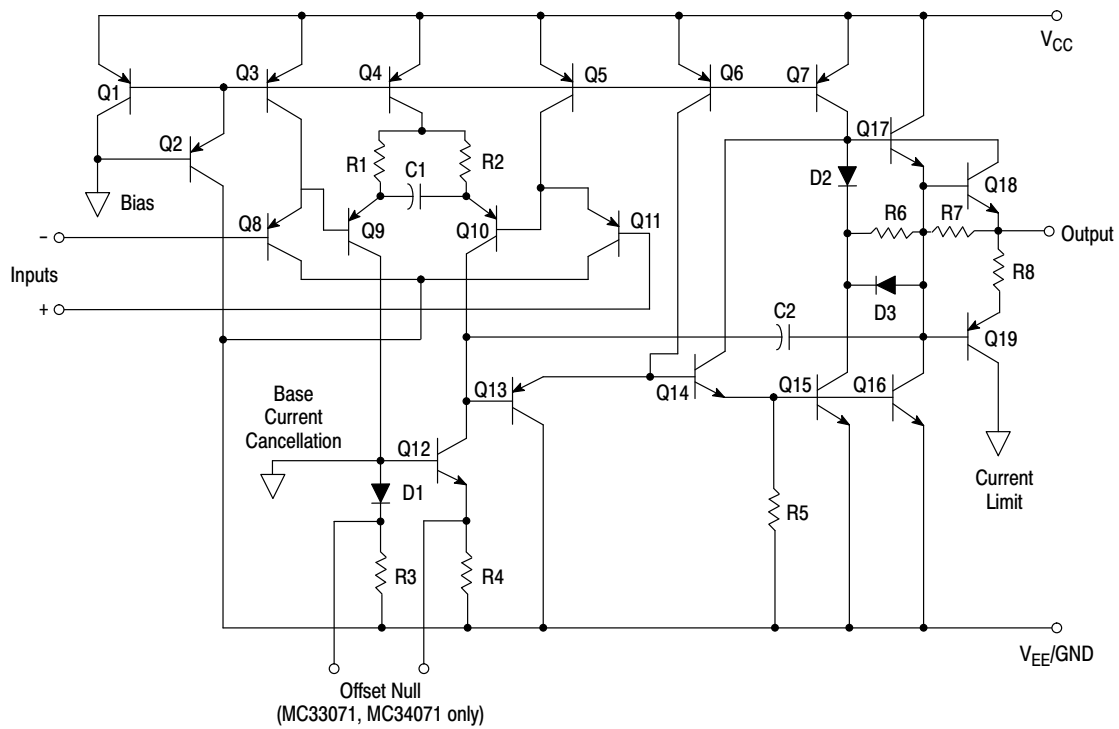 V_CC
Q1
Q3
Q4
Q5
Q6
Q7
Q2
Q17
R1
C1
R2
D2
Q18
Bias
Q8
Q9
Q10
Q11
R6
R7
Output
−
Inputs
+
R8
D3
C2
Q19
Base
Current
Cancellation
Q13
Q14
Q15
Q16
Q12
D1
Current
Limit
R5
R3
R4
V_EE/GND
Offset Null
(MC33071, MC34071 only)